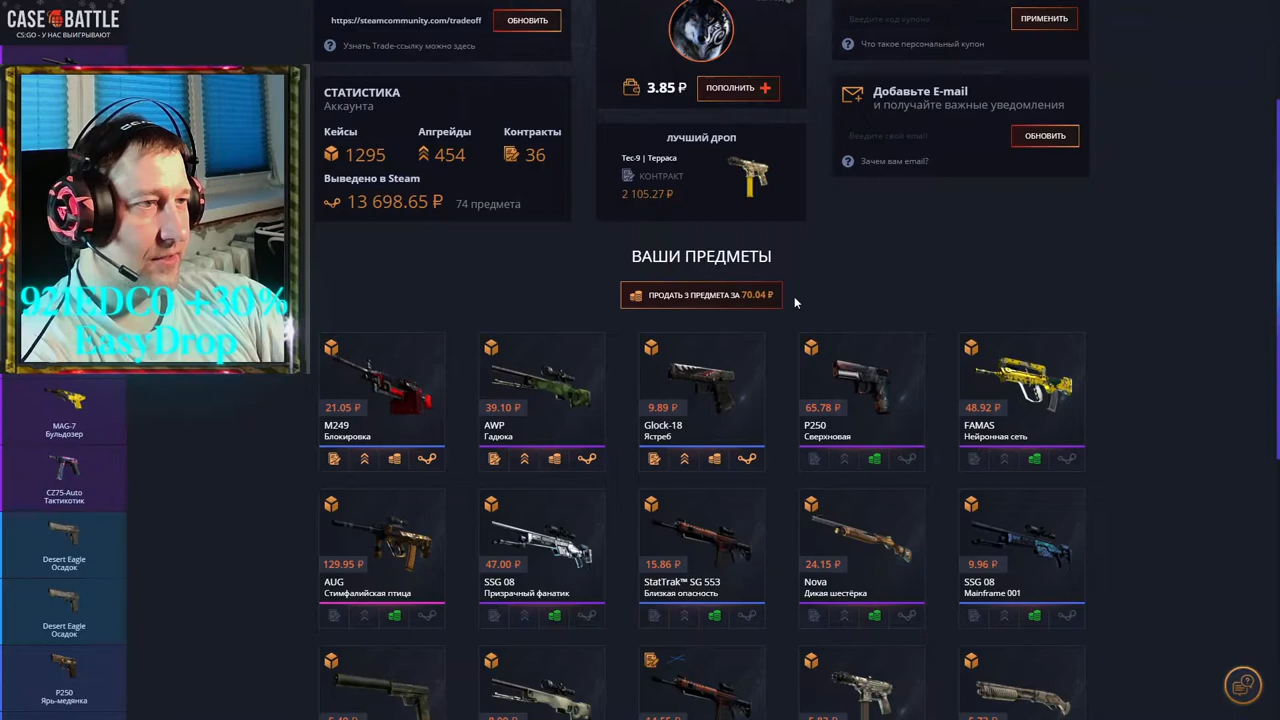 CASE BATTLE
CS:GO - У НАС ВЫИГРЫВАЮТ
https://steamcommunity.com/tradeoff
ОБНОВИТЬ
Узнать Trade-ссылку можно здесь
Введите код купона
ПРИМЕНИТЬ
Что такое персональный купон
СТАТИСТИКА
Аккаунта
Кейсы
Апгрейды
Контракты
1295
454
36
Выведено в Steam
13 698.65 ₽
74 предмета
3.85 ₽
ПОПОЛНИТЬ
ЛУЧШИЙ ДРОП
Tec-9 | Терраса
КОНТРАКТ
2 105.27 ₽
Добавьте E-mail
и получайте важные уведомления
Введите свой email
ОБНОВИТЬ
Зачем вам email?
921EDCO +30%
EasyDrop
ВАШИ ПРЕДМЕТЫ
ПРОДАТЬ 3 ПРЕДМЕТА ЗА 70.04 ₽
21.05 ₽
M249
Блокировка
39.10 ₽
AWP
Гадюка
9.89 ₽
Glock-18
Ястреб
65.78 ₽
P250
Сверхновая
48.92 ₽
FAMAS
Нейронная сеть
129.95 ₽
AUG
Стимфалийская птица
47.00 ₽
SSG 08
Призрачный фанатик
15.86 ₽
StatTrak™ SG 553
Близкая опасность
24.15 ₽
Nova
Дикая шестёрка
9.96 ₽
SSG 08
Mainframe 001
MAG-7
Бульдозер
CZ75-Auto
Тактикотик
Desert Eagle
Осадок
Desert Eagle
Осадок
P250
Ярь-медянка